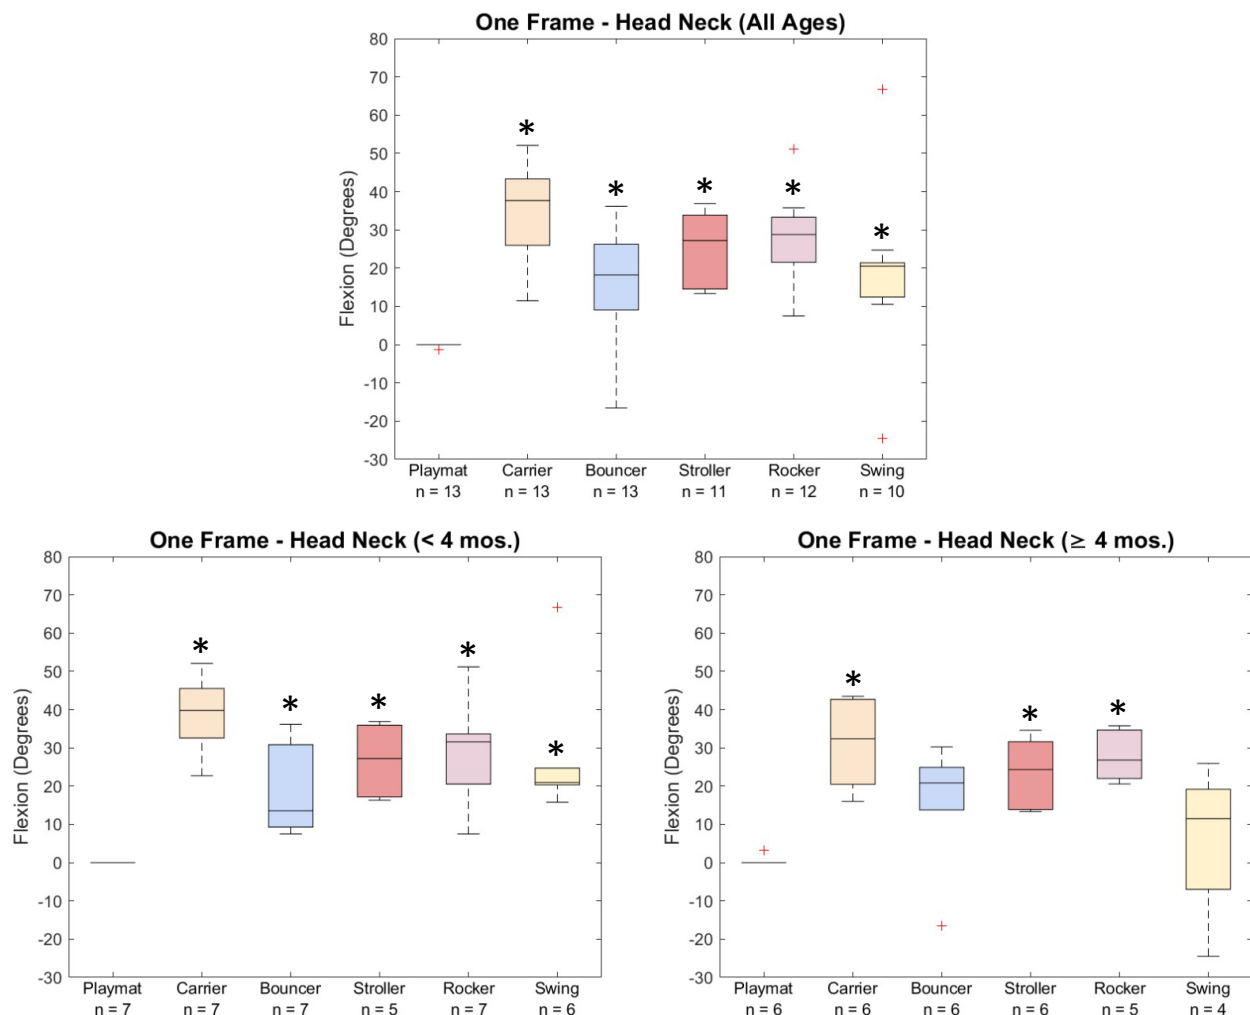 One Frame - Head Neck (All Ages)
Flexion (Degrees)
80
70
60
50
40
30
20
10
0
-10
-20
-30
* * * * *
Playmat Carrier Bouncer Stroller Rocker Swing
n = 13 n = 13 n = 13 n = 11 n = 12 n = 10
One Frame - Head Neck (< 4 mos.)
Flexion (Degrees)
80
70
60
50
40
30
20
10
0
-10
-20
-30
* * * * *
Playmat Carrier Bouncer Stroller Rocker Swing
n = 7 n = 7 n = 7 n = 5 n = 7 n = 6
One Frame - Head Neck (≥ 4 mos.)
Flexion (Degrees)
80
70
60
50
40
30
20
10
0
-10
-20
-30
* * *
Playmat Carrier Bouncer Stroller Rocker Swing
n = 6 n = 6 n = 6 n = 6 n = 5 n = 4